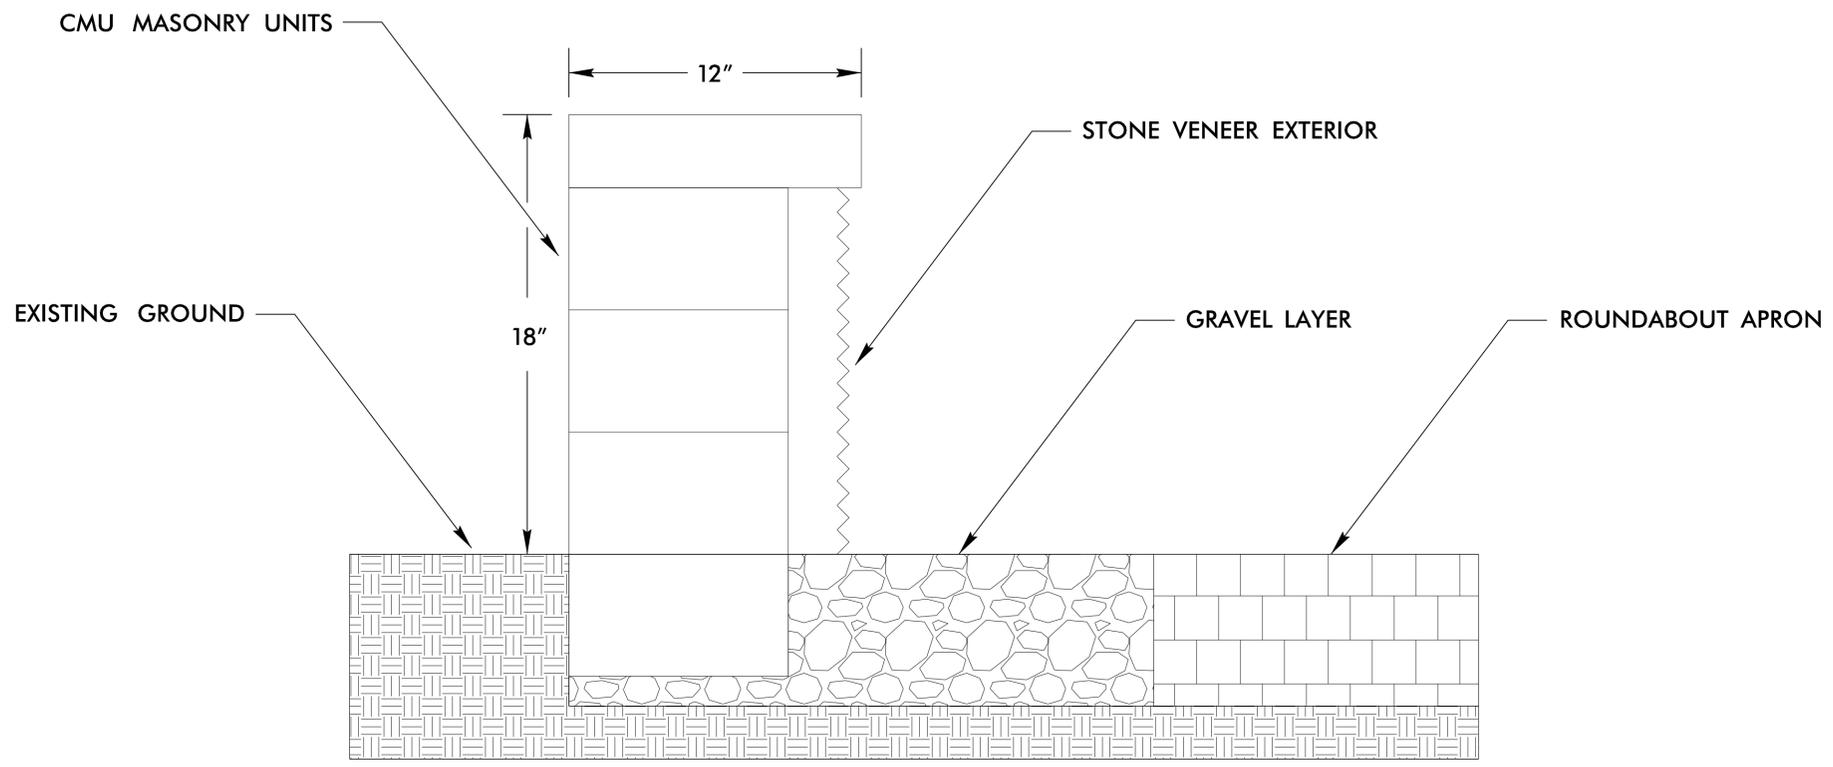 CMU MASONRY UNITS
12”
STONE VENEER EXTERIOR
EXISTING GROUND
18”
GRAVEL LAYER
ROUNDABOUT APRON